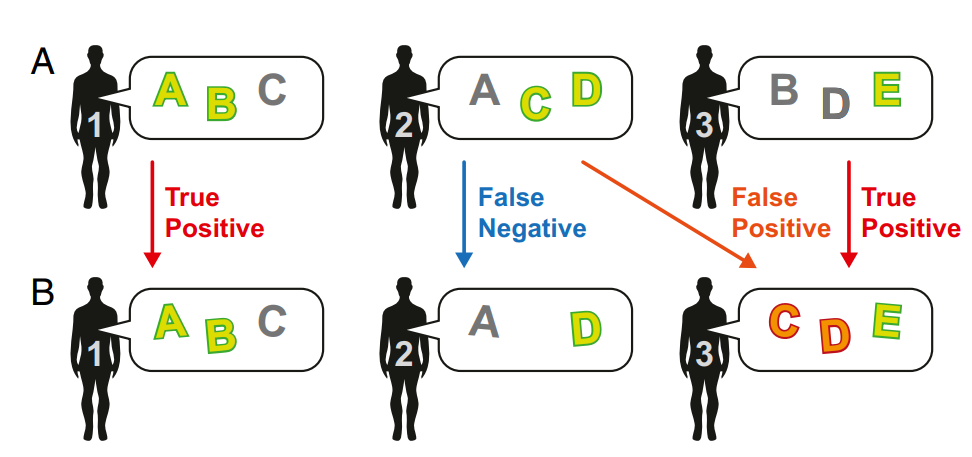 A
A B C
A C D
B D E
1
2
3
True
Positive
False
Negative
False
Positive
True
Positive
B
A B C
A D
C D E
1
2
3